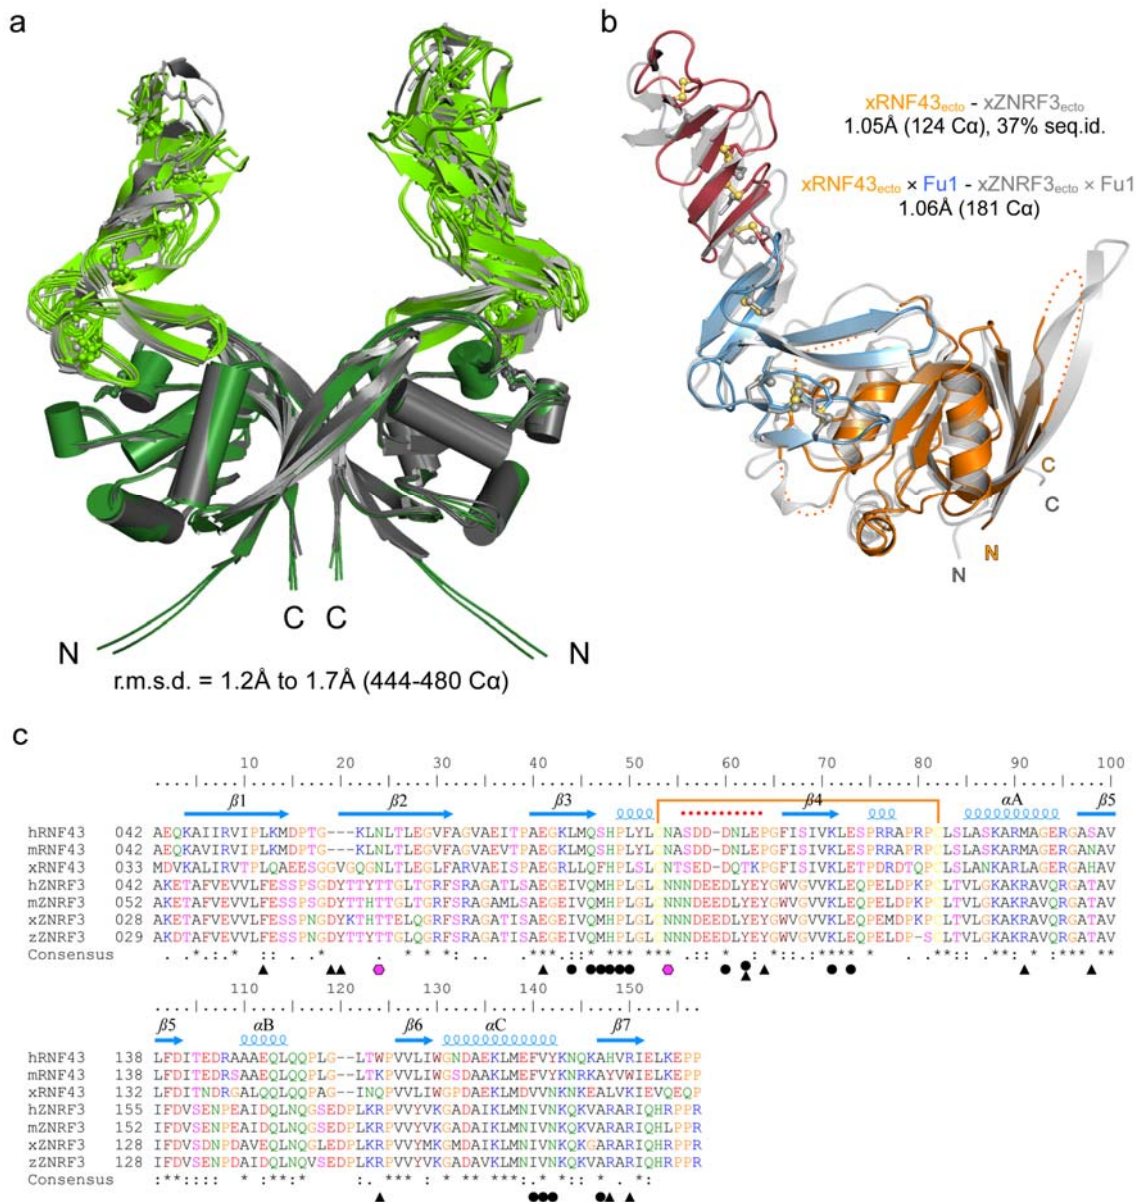 a
C C
N N
r.m.s.d. = 1.2Å to 1.7Å (444-480 Cα)
b
xRNF43ecto - xZNRF3ecto
1.05Å (124 Cα), 37% seq.id.
xRNF43ecto × Fu1 - xZNRF3ecto × Fu1
1.06Å (181 Cα)
C
C
N
N
c
10 20 30 40 50 60 70 80 90 100
β1 β2 β3 β4 αA β5
hRNF43 042 AEQKAIIRVIPLKMDPTG---KLNLTLEGVFAGVAEITPAEGKLMQSHPLYLCNASDD-DNLEPGFISIVKLESPRRAPRPCLSLASKARMAGERGASAV
mRNF43 042 AEQKAVIRVIPLKMDPTG---KLNLTLEGVFAGVAEVTPAEGKLMQSHPLYLCNASDD-DNLEPGFISIVKLESPRRAPRPCLSLASKARMAGERGANAV
xRNF43 033 MDVKALIRVTPLQAEESGGVGQGNLTLEGLFARVAEISPAEGRLLQFHPLSLCNTSED-DQTKPGFISIVKLETPDRDTQPCLSLANKARLAGERGAHAV
hZNRF3 042 AKETAFVEVVLFESSPSGDYTTYTTGLTGRFSRAGATLSAEGEIVQMHPLGLCNNNDEEDLYEYGWVGVVKLEQPELDPKPCLTVLGKAKRAVQRGATAV
mZNRF3 052 AKETAFVEVVLFESSPSGDYTTHTTGLTGRFSRAGAMLSAEGEIVQMHPLGLCNNNDEEDLYEYGWVGVVKLEQPELDPKPCLTVLGKAKRAVQRGATAV
xZNRF3 028 AKETAFVEVVLFESSPNGDYKTHTTELQGRFSRAGATISAEGEIVQMHPLGLCNNNDEEDLYEYGWVGVVKLEQPEMDPKPCLTVLGKAKRAVQRGATAV
zZNRF3 029 AKDTAFVEVVLFESSPNGDYTTYTTGLQGRFSRAGATISAEGEIVQMHPLGLCNNNDEEDLYEYGWVGVVKLEQPELDP-SCLTVLGKAKRAVQRGATAV
Consensus
110 120 130 140 150
β5 αB β6 αC β7
hRNF43 138 LFDITEDRAAAEQLQQPLG--LTWPVVLIWGNDAEKLMEFVYKNQKAHVRIELKEPP
mRNF43 138 LFDITEDRSAAEQLQQPLG--LTKPVVLIWGSDAAKLMEFVYKNRKAYVWIELKEPP
xRNF43 132 LFDITNDRGALQQLQQPAG--INQPVVLIWGPDAEKLMDVVNKNKEALVKIEVQEQP
hZNRF3 155 IFDVSENPEAIDQLNQGSEDPLKRPVVYVKGADAIKLMNIVNKQKVARARIQHRPPR
mZNRF3 152 IFDVSENPEAIDQLNQGSEDPLKRPVVYVKGADAIKLMNIVNKQKVARARIQHLPPR
xZNRF3 128 IFDVSENPDAVEQLNQGLEDPLKRPVVYMKGMDAIKLMNIVNKQKGARARIQHRPPR
zZNRF3 128 IFDVSENPDAIDQLNQVSEDPLKRPVVYVKGADAVKLMNIVNKQKVARARIQHRPPR
Consensus